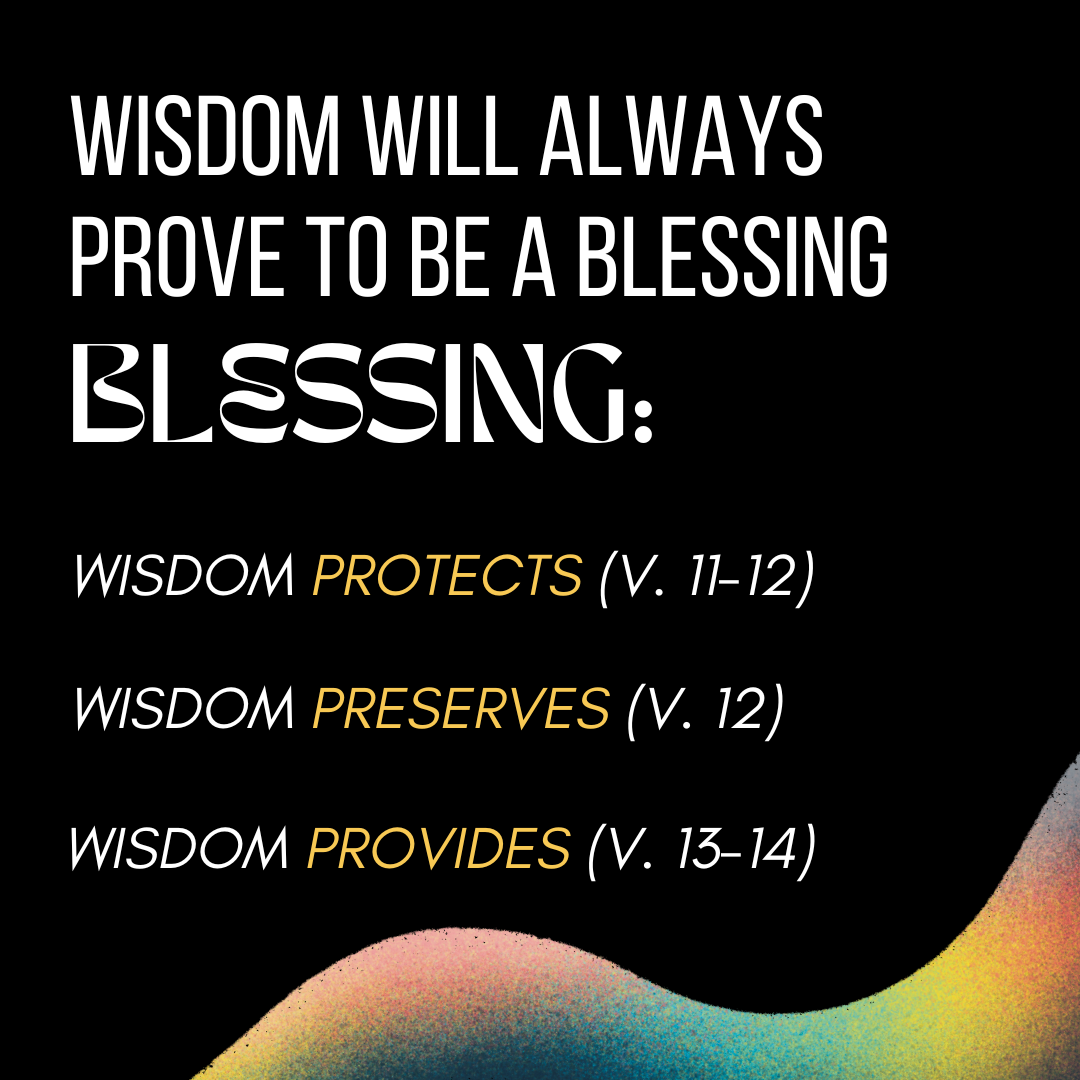 WISDOM WILL ALWAYS
PROVE TO BE A BLESSING
BLESSING:
WISDOM PROTECTS (V. 11-12)
WISDOM PRESERVES (V. 12)
WISDOM PROVIDES (V. 13-14)